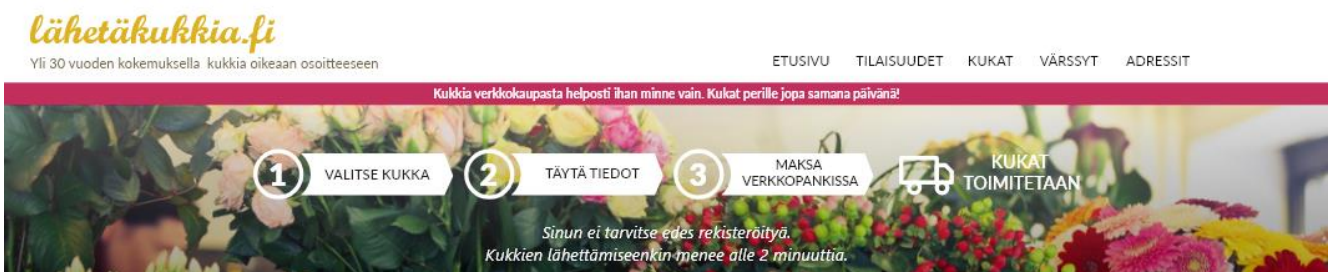 lähetäkukkia.fi
Yli 30 vuoden kokemuksella kukkia oikeaan osoitteeseen
ETUSIVU TILAISUUDET KUKAT VÄRSSYT ADRESSIT
Kukkia verkkokaupasta helposti ihan minne vain. Kukat perille jopa samana päivänä!
1 VALITSE KUKKA 2 TÄYTÄ TIEDOT 3 MAKSA
VERKKOPANKISSA
KUKAT
TOIMITETAAN
Sinun ei tarvitse edes rekisteröityä.
Kukkien lähettämiseenkin menee alle 2 minuuttia.